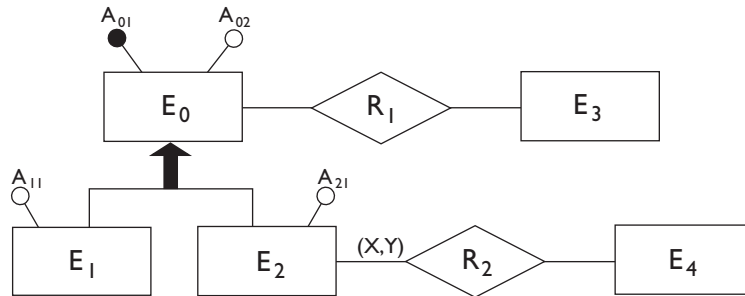 A₀₁ A₀₂
E₀ R₁ E₃
A₁₁ A₂₁
E₁ E₂ (X,Y) R₂ E₄